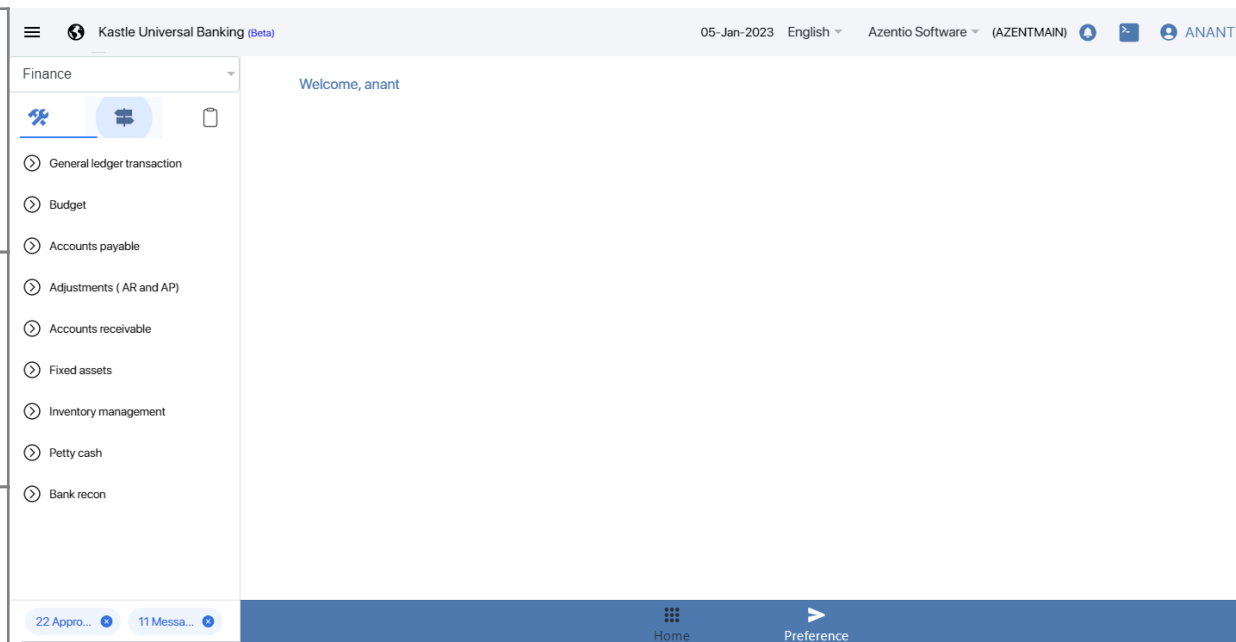 Kastle Universal Banking (Beta)
05-Jan-2023 English Azentio Software (AZENTMAIN) ANANT
Finance
Welcome, anant
General ledger transaction
Budget
Accounts payable
Adjustments ( AR and AP)
Accounts receivable
Fixed assets
Inventory management
Petty cash
Bank recon
22 Appro... 11 Messa...
Home Preference